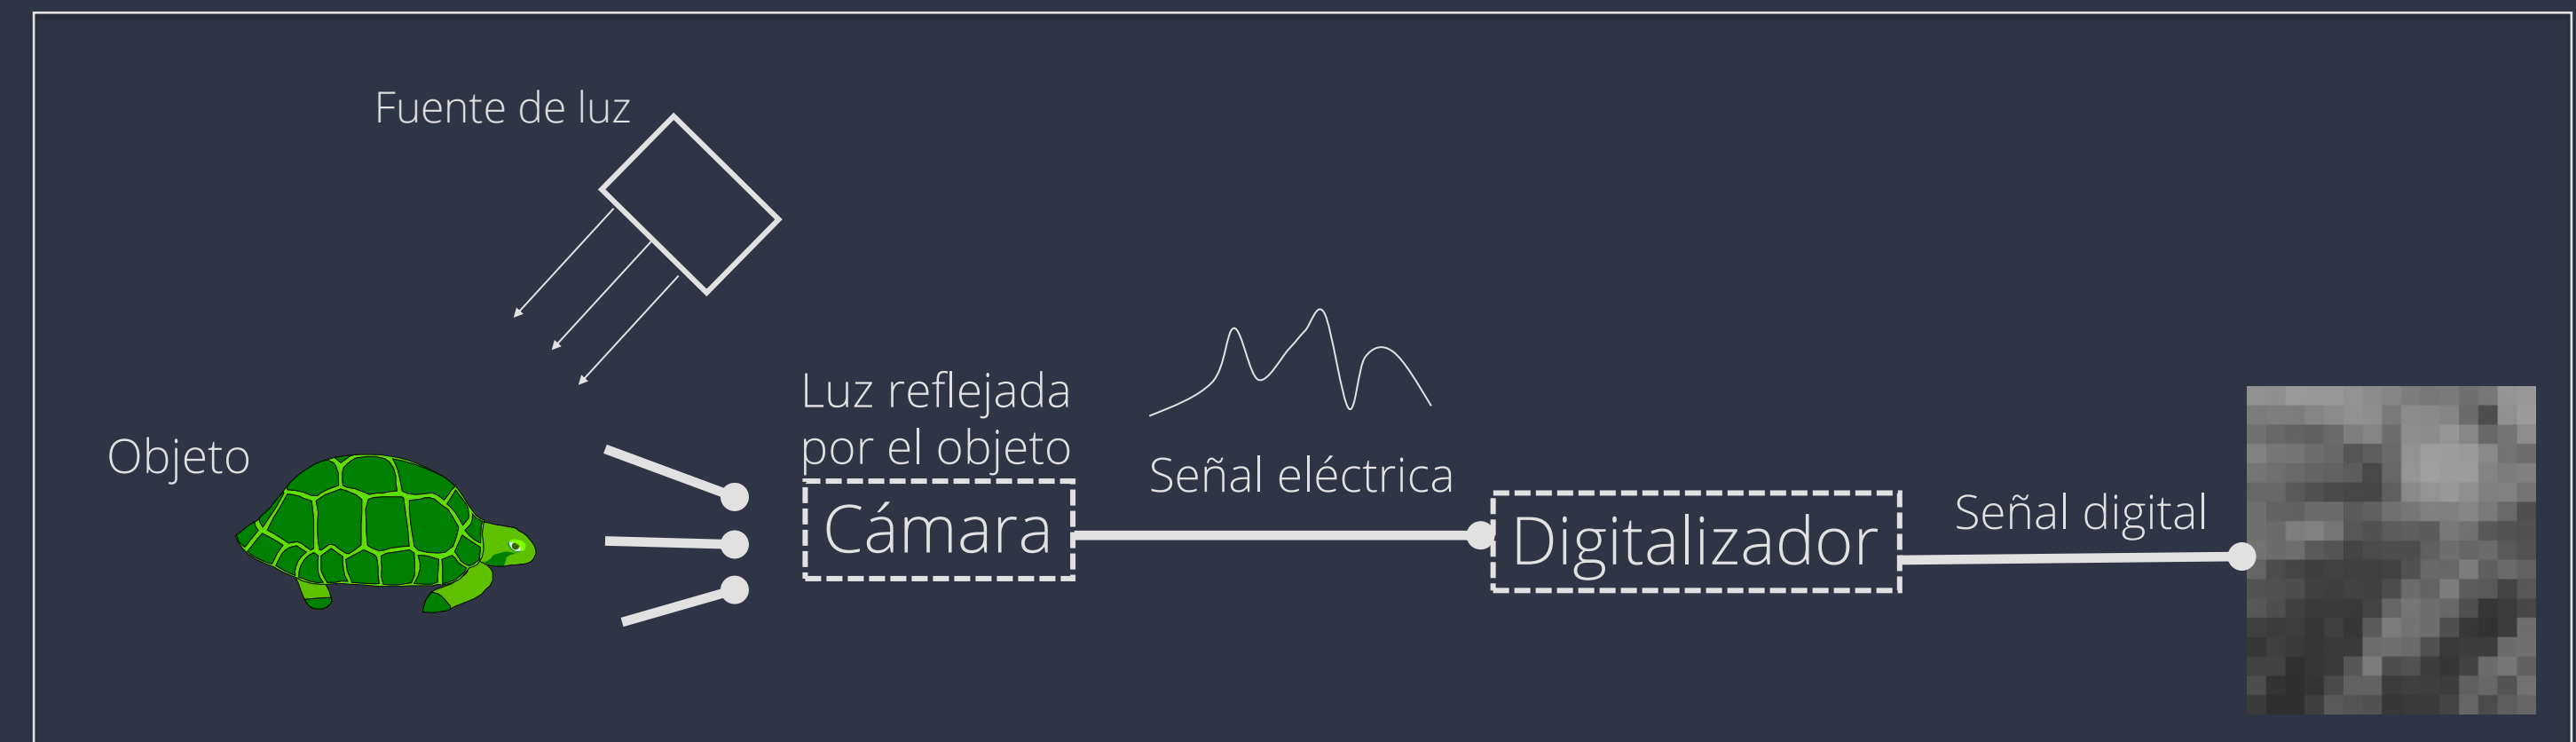 Fuente de luz
Objeto
Luz reflejada
por el objeto
Cámara
Señal eléctrica
Digitalizador
Señal digital